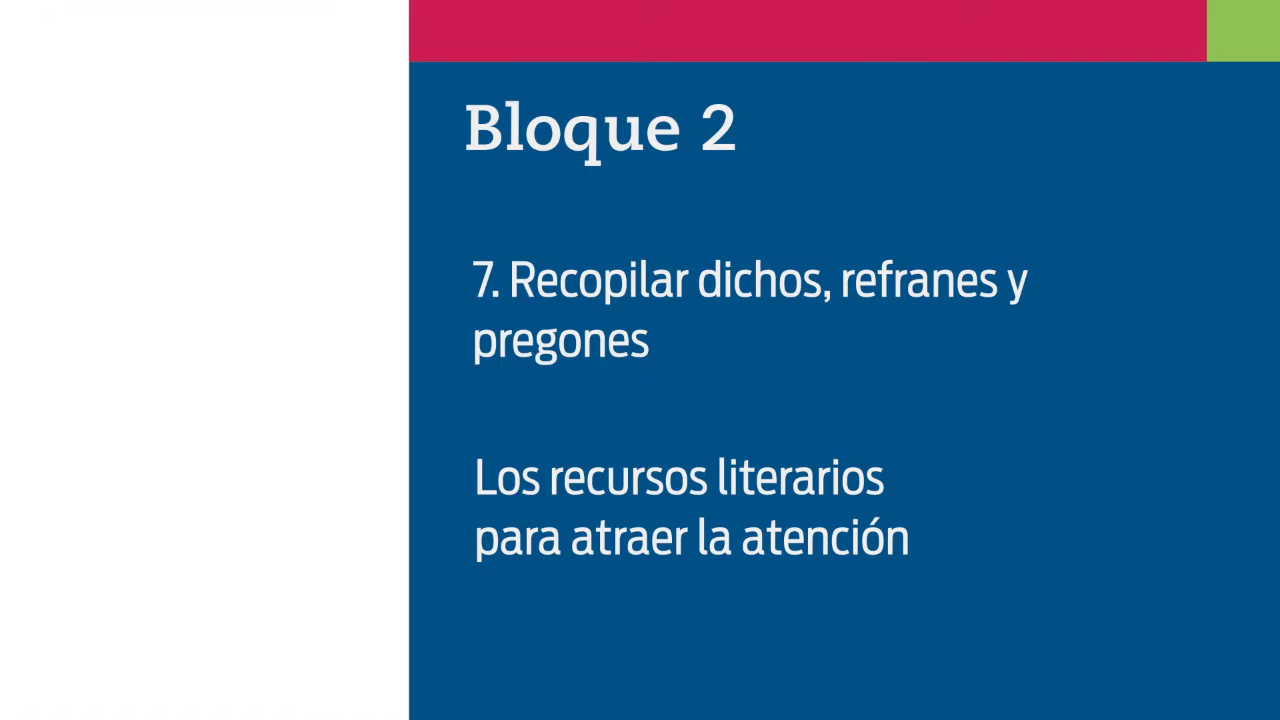 Bloque 2
7. Recopilar dichos, refranes y
pregones
Los recursos literarios
para atraer la atención